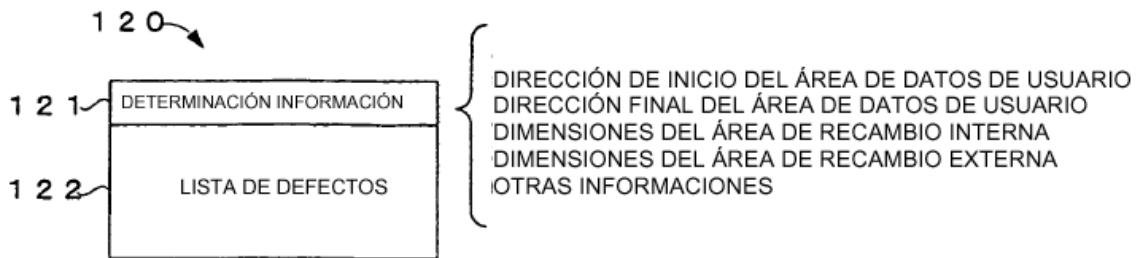 120
121 DETERMINACIÓN INFORMACIÓN
122 LISTA DE DEFECTOS
DIRECCIÓN DE INICIO DEL ÁREA DE DATOS DE USUARIO
DIRECCIÓN FINAL DEL ÁREA DE DATOS DE USUARIO
DIMENSIONES DEL ÁREA DE RECAMBIO INTERNA
DIMENSIONES DEL ÁREA DE RECAMBIO EXTERNA
OTRAS INFORMACIONES